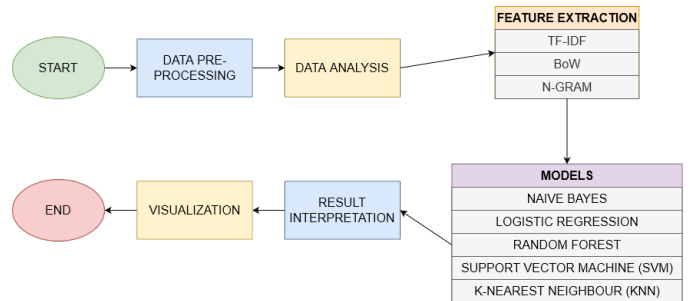 START
DATA PRE-
PROCESSING
DATA ANALYSIS
FEATURE EXTRACTION
TF-IDF
BoW
N-GRAM
MODELS
NAIVE BAYES
LOGISTIC REGRESSION
RANDOM FOREST
SUPPORT VECTOR MACHINE (SVM)
K-NEAREST NEIGHBOUR (KNN)
RESULT
INTERPRETATION
VISUALIZATION
END